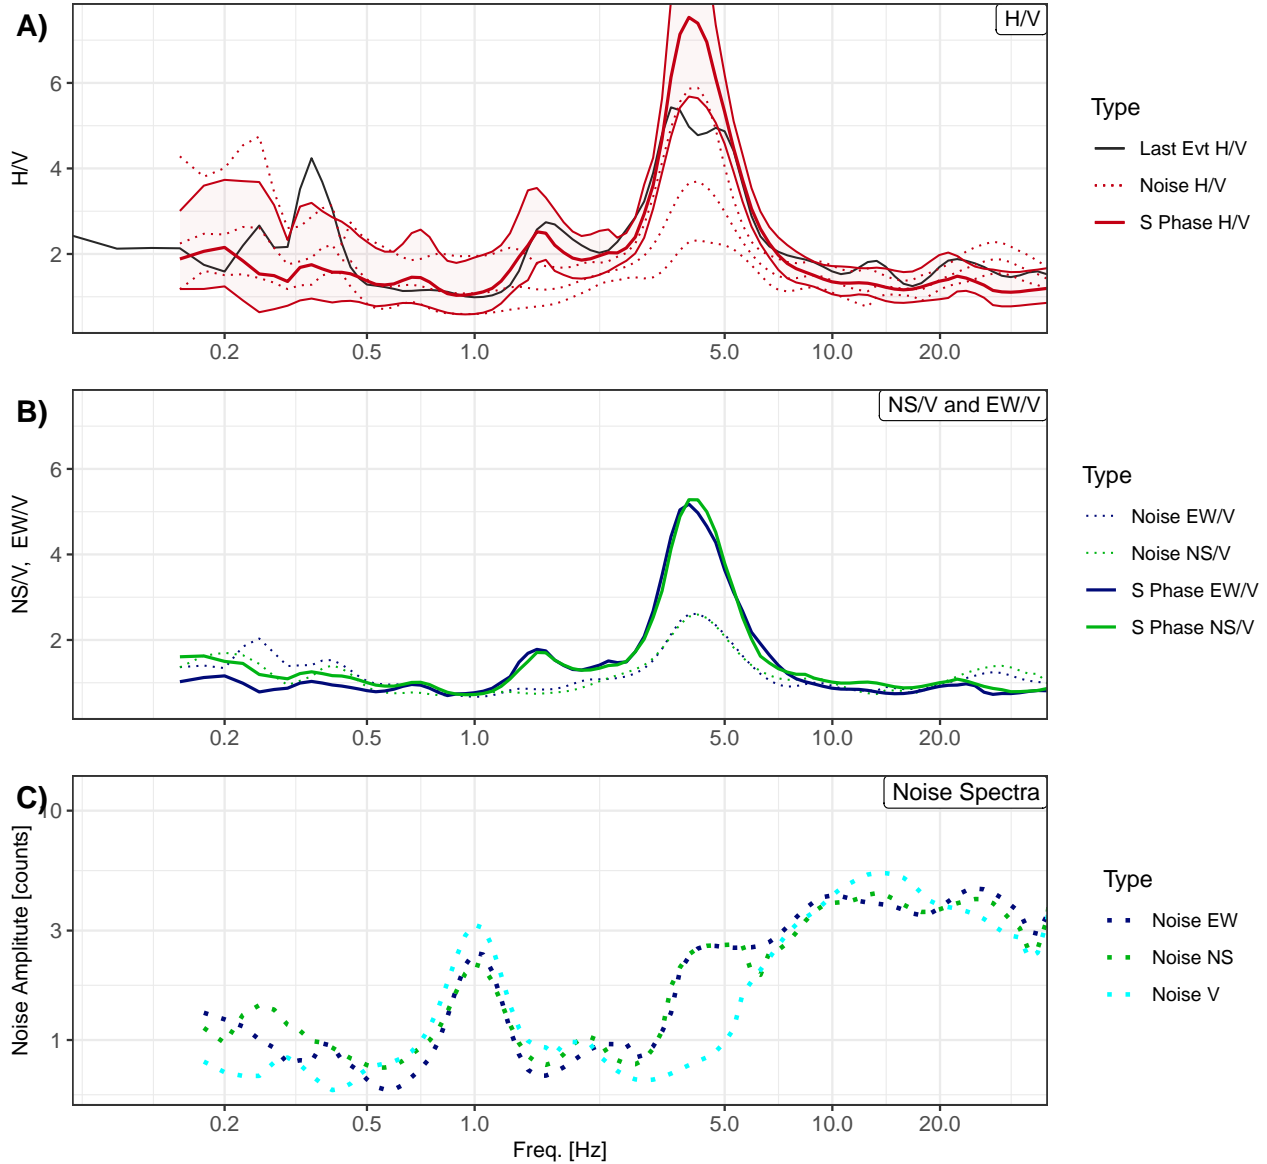 A)
H/V
H/V
6
4
2
0.2 0.5 1.0 5.0 10.0 20.0
Type
Last Evt H/V
Noise H/V
S Phase H/V
B)
NS/V and EW/V
NS/V, EW/V
6
4
2
0.2 0.5 1.0 5.0 10.0 20.0
Type
Noise EW/V
Noise NS/V
S Phase EW/V
S Phase NS/V
C)
Noise Spectra
Noise Amplitude [counts]
10
3
1
0.2 0.5 1.0 5.0 10.0 20.0
Freq. [Hz]
Type
Noise EW
Noise NS
Noise V